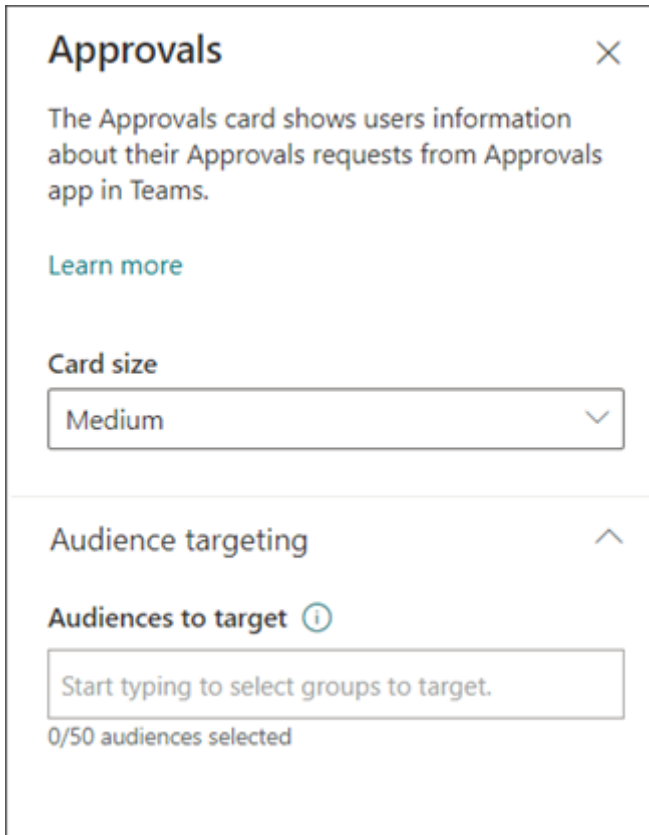 Approvals
The Approvals card shows users information
about their Approvals requests from Approvals
app in Teams.
Learn more
Card size
Medium
Audience targeting
Audiences to target
Start typing to select groups to target.
0/50 audiences selected